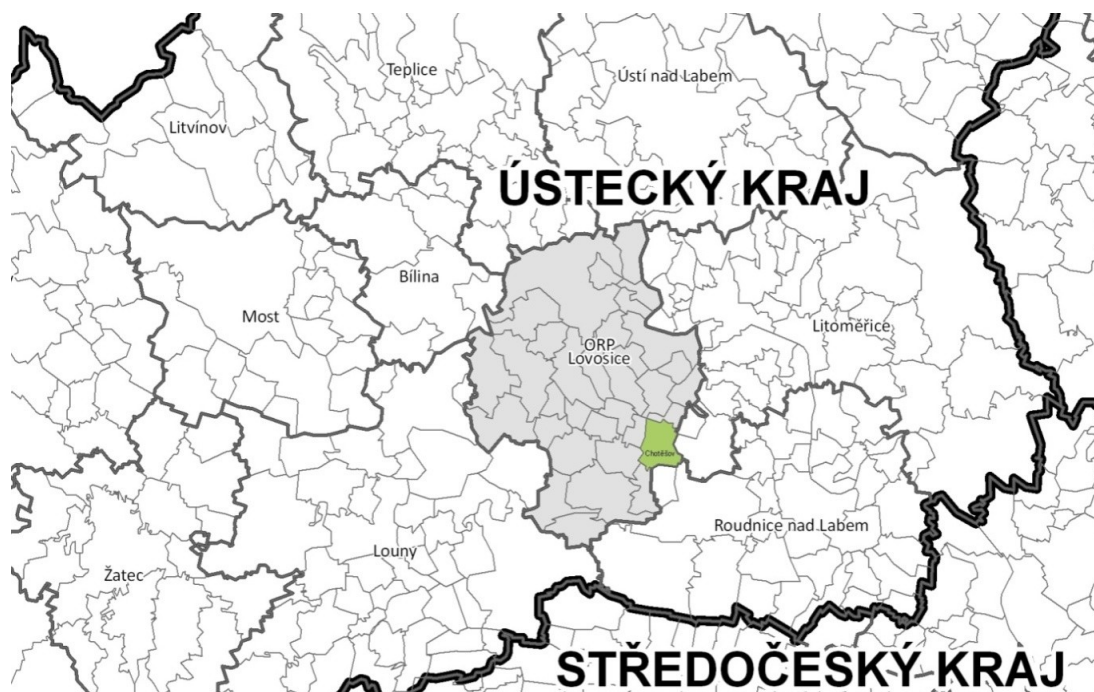 Teplice
Ústí nad Labem
Litvínov
ÚSTECKÝ KRAJ
Bílina
Most
Litoměřice
ORP
Lovosice
Chotěšov
Roudnice nad Labem
Louny
Žatec
STŘEDOČESKÝ KRAJ